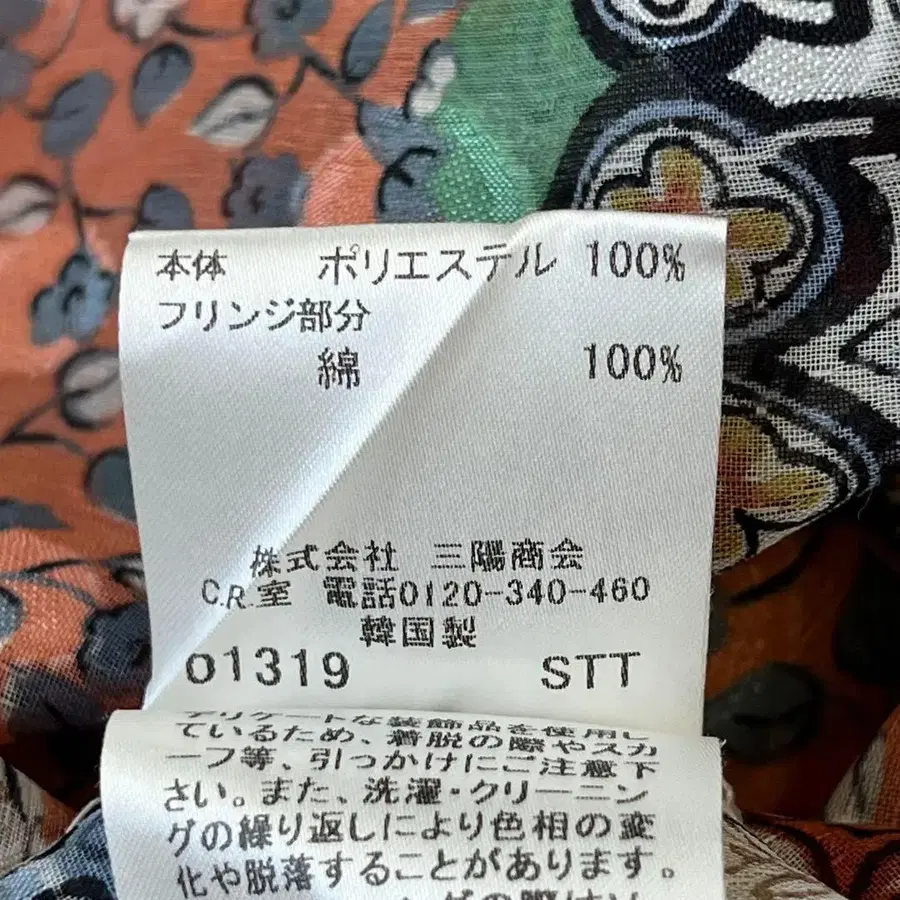 本体 ポリエステル 100%
フリンジ部分
綿 100%
株式会社 三陽商会
C.R.室 電話0120-340-460
韓国製
01319 STT
デリケートな装飾品を使用し
ているため、着脱の際やスカ
ーフ等、引っかけにご注意下
さい。また、洗濯・クリーニン
グの繰り返しにより色相の変
化や脱落することがあります。